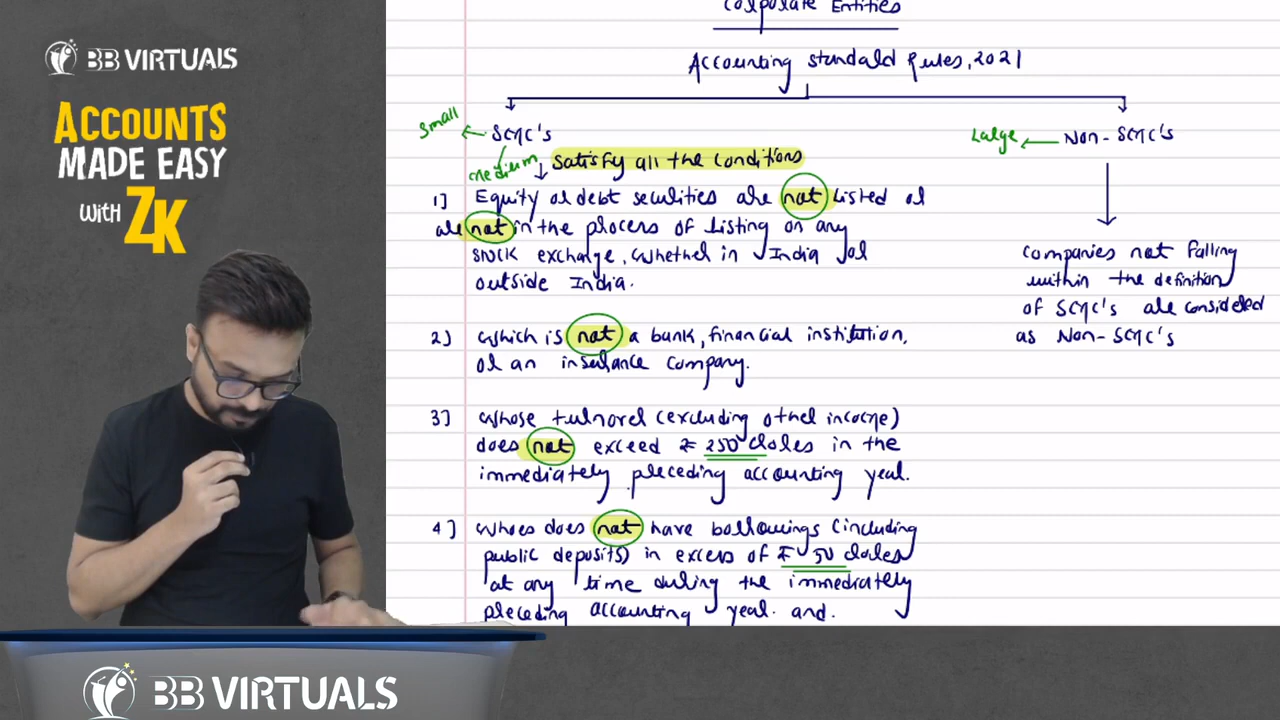 Corporate Entities
Accounting Standard Rules, 2021
BB VIRTUALS
ACCOUNTS
MADE EASY
WITH ZK
Small ← SMC's
Medium
Large ← Non-SMC's
Satisfy all the conditions
1] Equity or debt securities are not listed or
are not in the process of listing on any
stock exchange, whether in India or
outside India.
2] Which is not a bank, financial institution,
or an insurance company.
3] Whose turnover (excluding other income)
does not exceed ₹ 250 crores in the
immediately preceding accounting year.
4] Whoes does not have borrowings (including
public deposits) in excess of ₹ 50 crores
at any time during the immediately
preceding accounting year. and.
Companies not falling
within the definition
of SMC's are considered
as Non-SMC's
BB VIRTUALS